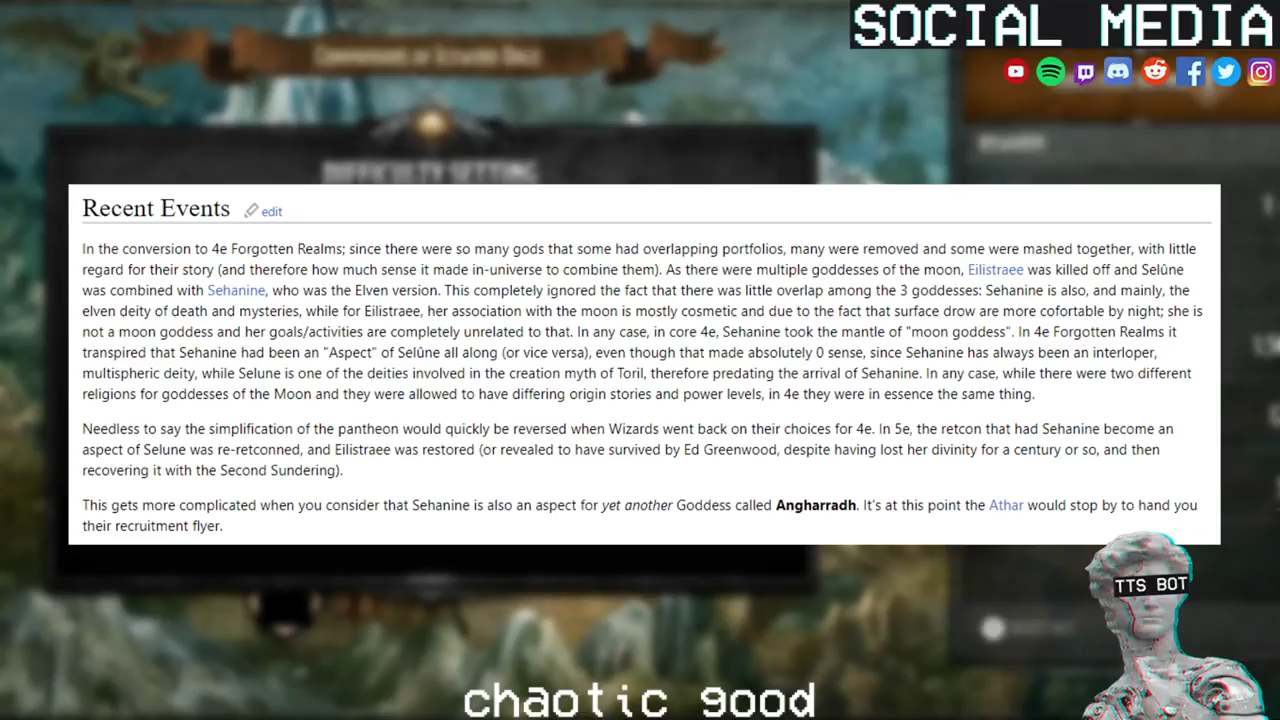 SOCIAL MEDIA
DIFFICULTY SETTING
Recent Events edit
In the conversion to 4e Forgotten Realms; since there were so many gods that some had overlapping portfolios, many were removed and some were mashed together, with little
regard for their story (and therefore how much sense it made in-universe to combine them). As there were multiple goddesses of the moon, Eilistraee was killed off and Selûne
was combined with Sehanine, who was the Elven version. This completely ignored the fact that there was little overlap among the 3 goddesses: Sehanine is also, and mainly, the
elven deity of death and mysteries, while for Eilistraee, her association with the moon is mostly cosmetic and due to the fact that surface drow are more cofortable by night; she is
not a moon goddess and her goals/activities are completely unrelated to that. In any case, in core 4e, Sehanine took the mantle of "moon goddess". In 4e Forgotten Realms it
transpired that Sehanine had been an "Aspect" of Selûne all along (or vice versa), even though that made absolutely 0 sense, since Sehanine has always been an interloper,
multispheric deity, while Selune is one of the deities involved in the creation myth of Toril, therefore predating the arrival of Sehanine. In any case, while there were two different
religions for goddesses of the Moon and they were allowed to have differing origin stories and power levels, in 4e they were in essence the same thing.
Needless to say the simplification of the pantheon would quickly be reversed when Wizards went back on their choices for 4e. In 5e, the retcon that had Sehanine become an
aspect of Selune was re-retconned, and Eilistraee was restored (or revealed to have survived by Ed Greenwood, despite having lost her divinity for a century or so, and then
recovering it with the Second Sundering).
This gets more complicated when you consider that Sehanine is also an aspect for yet another Goddess called Angharradh. It's at this point the Athar would stop by to hand you
their recruitment flyer.
TTS BOT
chaotic good